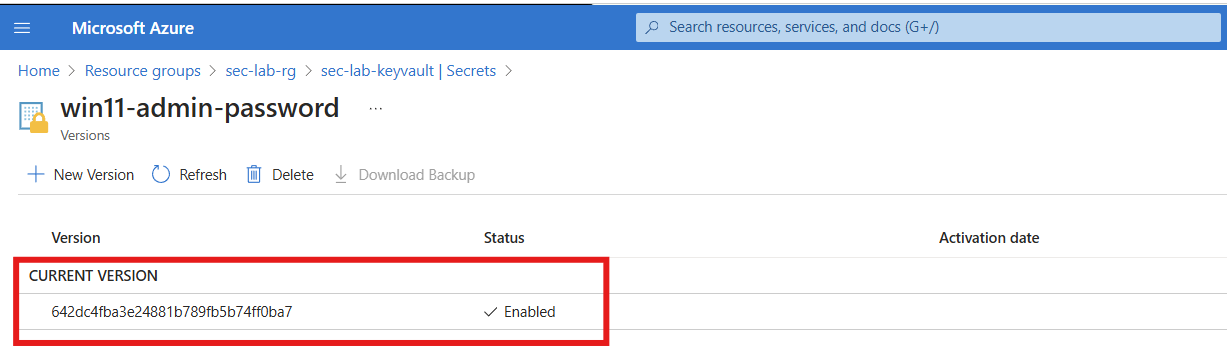 Microsoft Azure
Search resources, services, and docs (G+/)
Home > Resource groups > sec-lab-rg > sec-lab-keyvault | Secrets >
win11-admin-password ...
Versions
+ New Version Refresh Delete Download Backup
Version Status Activation date
CURRENT VERSION
642dc4fba3e24881b789fb5b74ff0ba7 ✓ Enabled